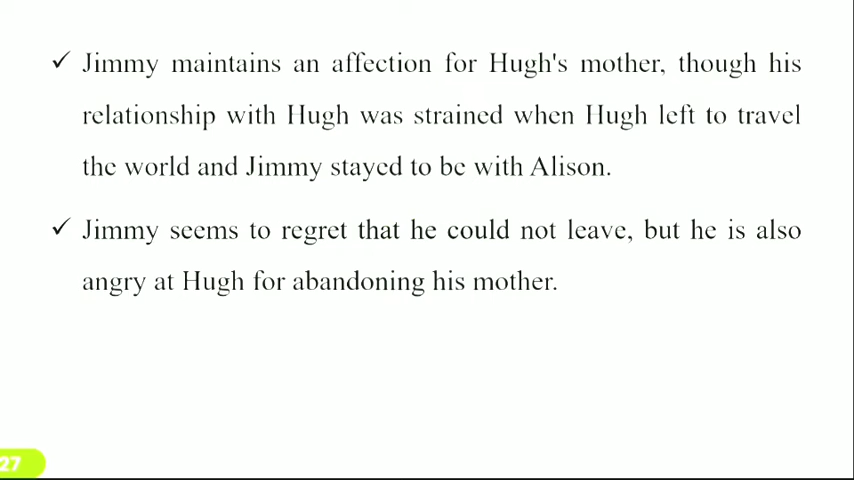 ✓ Jimmy maintains an affection for Hugh's mother, though his
relationship with Hugh was strained when Hugh left to travel
the world and Jimmy stayed to be with Alison.
✓ Jimmy seems to regret that he could not leave, but he is also
angry at Hugh for abandoning his mother.
27